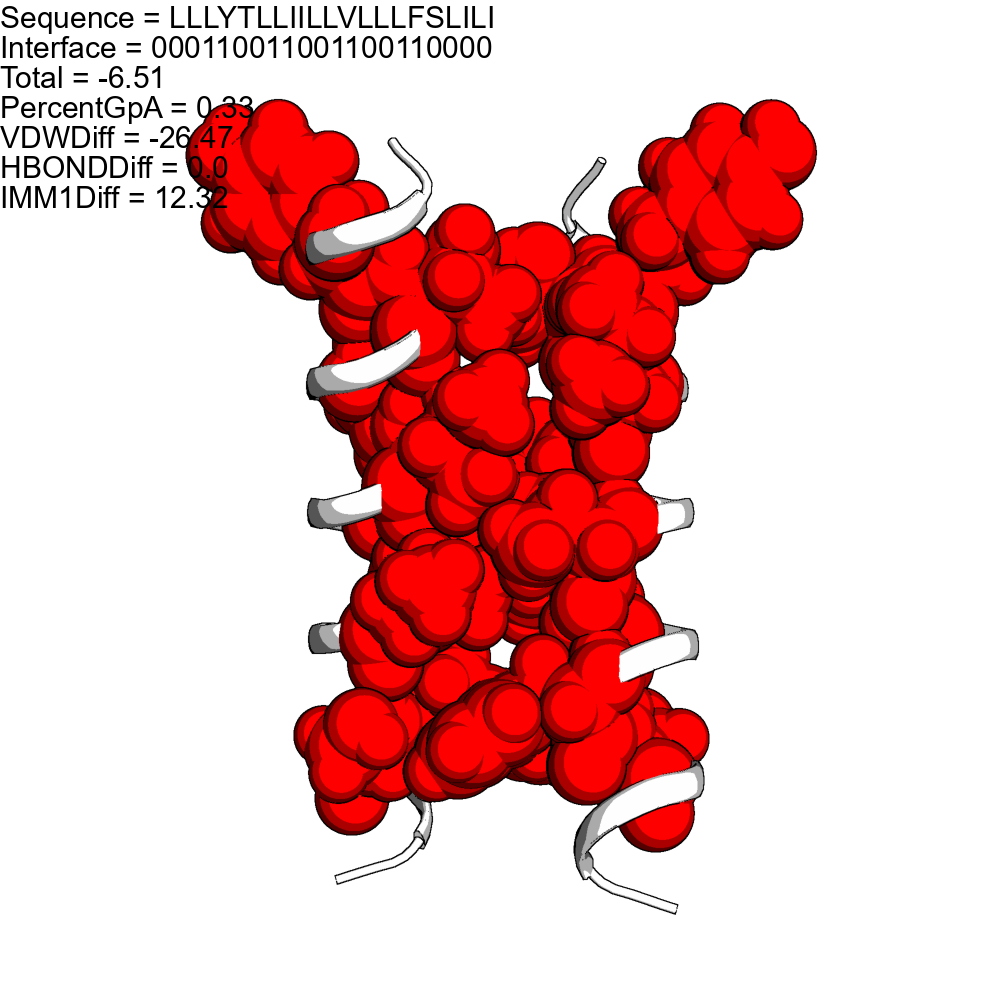 Sequence = LLLYTLLIILLVLLLFSLILI
Interface = 000110011001100110000
Total = -6.51
PercentGpA = 0.33
VDWDiff = -26.47
HBONDDiff = 0.0
IMM1Diff = 12.32